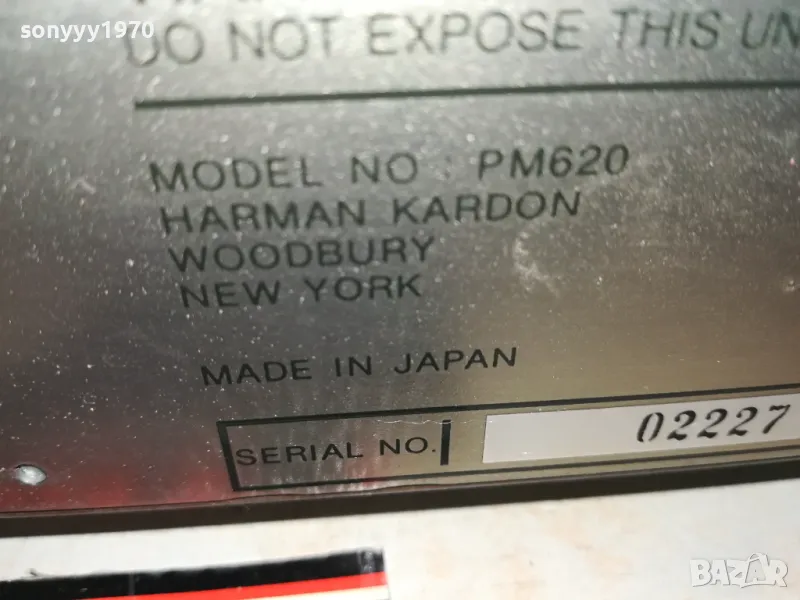 sonyyy1970
DO NOT EXPOSE THIS UN
MODEL NO : PM620
HARMAN KARDON
WOODBURY
NEW YORK
MADE IN JAPAN
SERIAL NO. 02227
BAZAR